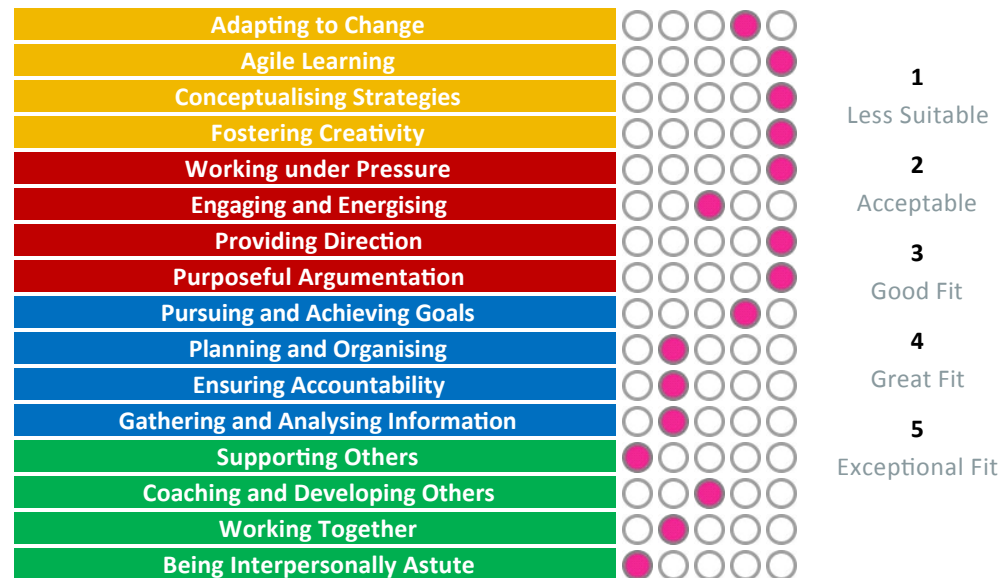 Adapting to Change
Agile Learning
Conceptualising Strategies
Fostering Creativity
Working under Pressure
Engaging and Energising
Providing Direction
Purposeful Argumentation
Pursuing and Achieving Goals
Planning and Organising
Ensuring Accountability
Gathering and Analysing Information
Supporting Others
Coaching and Developing Others
Working Together
Being Interpersonally Astute
1
Less Suitable
2
Acceptable
3
Good Fit
4
Great Fit
5
Exceptional Fit